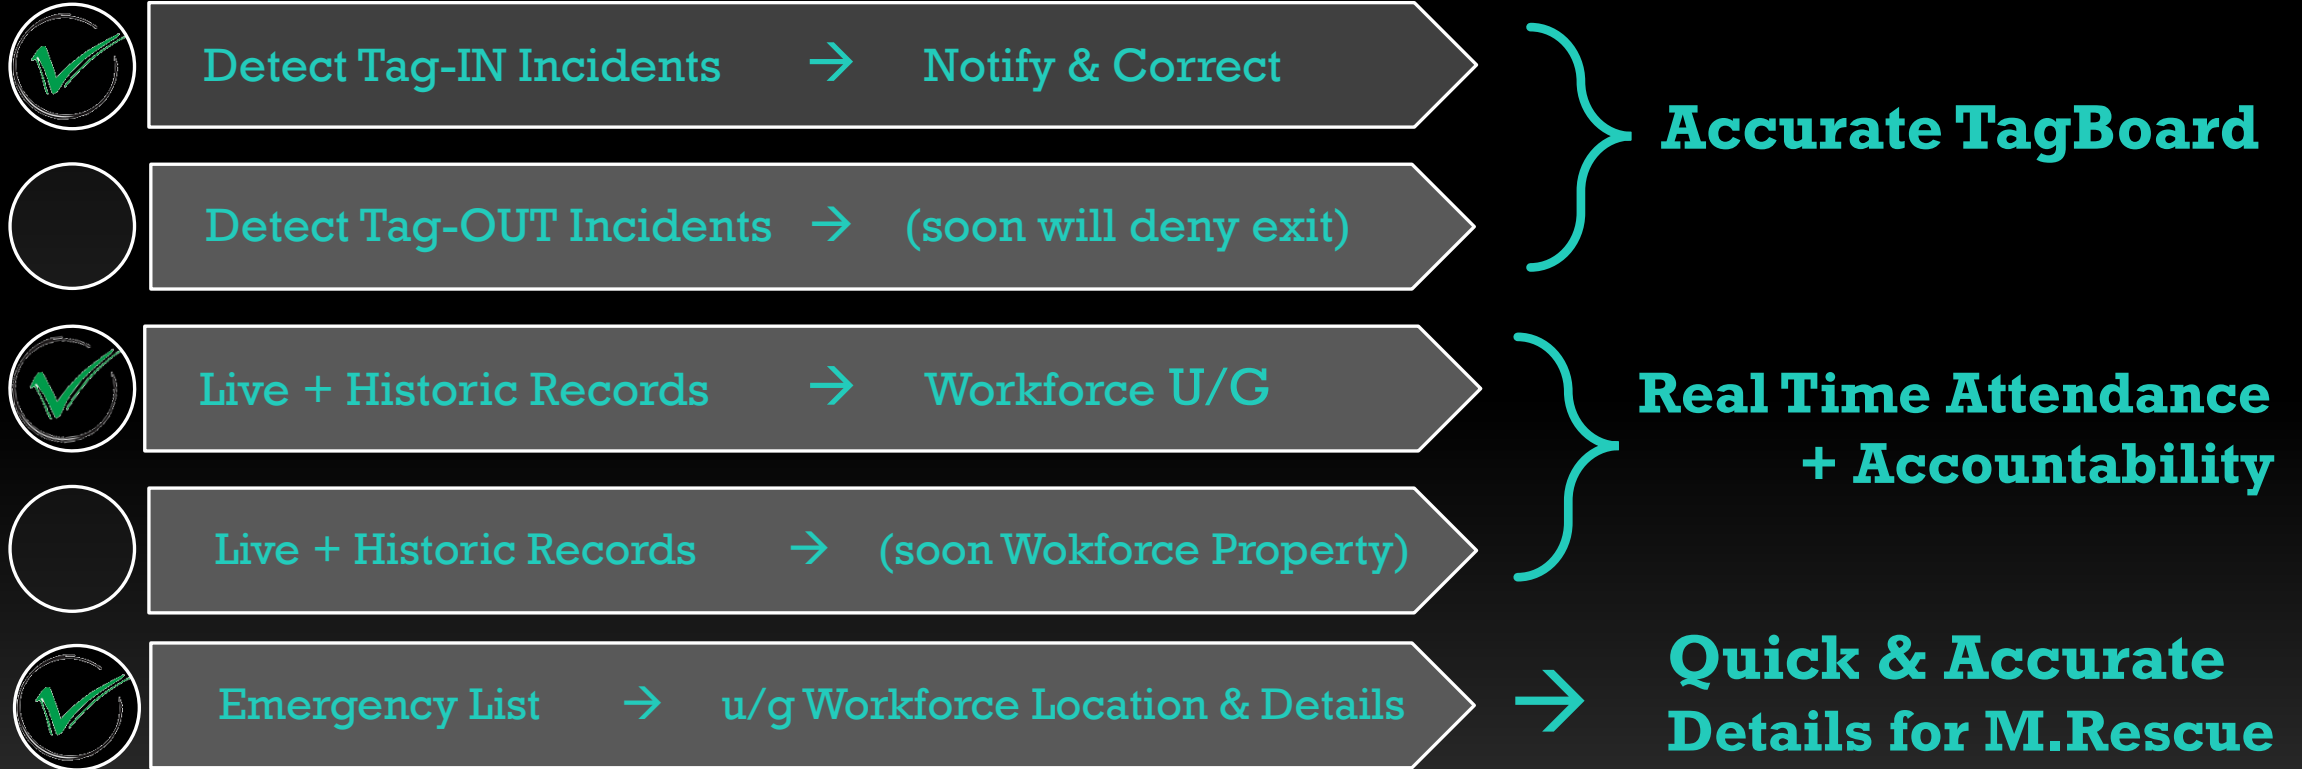 Detect Tag-IN Incidents → Notify & Correct
Detect Tag-OUT Incidents → (soon will deny exit)
Accurate TagBoard
Live + Historic Records → Workforce U/G
Live + Historic Records → (soon Wokforce Property)
Real Time Attendance
+ Accountability
Emergency List → u/g Workforce Location & Details
→ Quick & Accurate
Details for M.Rescue